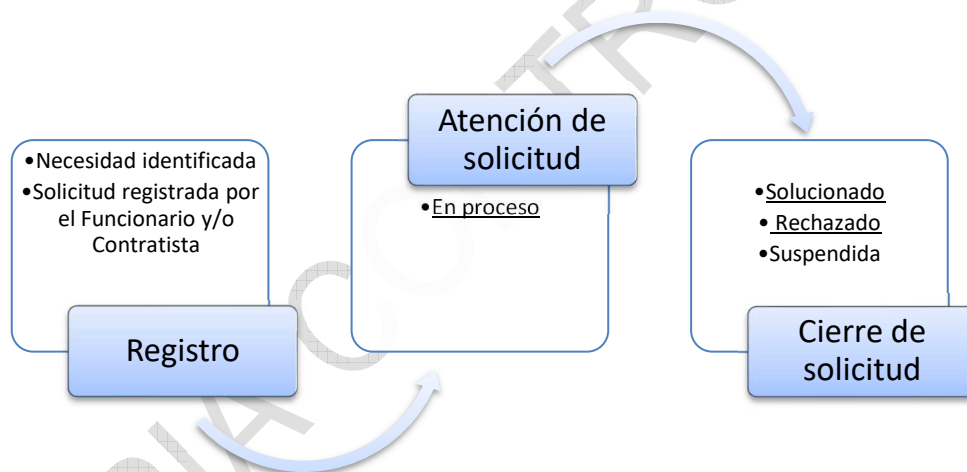 •Necesidad identificada
•Solicitud registrada por
el Funcionario y/o
Contratista
Registro
Atención de
solicitud
•En proceso
•Solucionado
• Rechazado
•Suspendida
Cierre de
solicitud